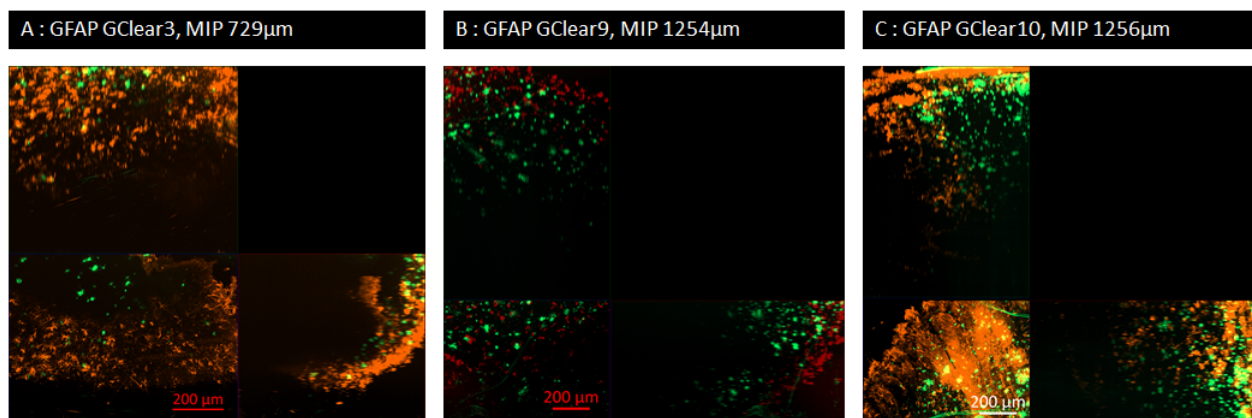 A : GFAP GClear3, MIP 729µm
B : GFAP GClear9, MIP 1254µm
C : GFAP GClear10, MIP 1256µm
200 µm
200 µm
200 µm